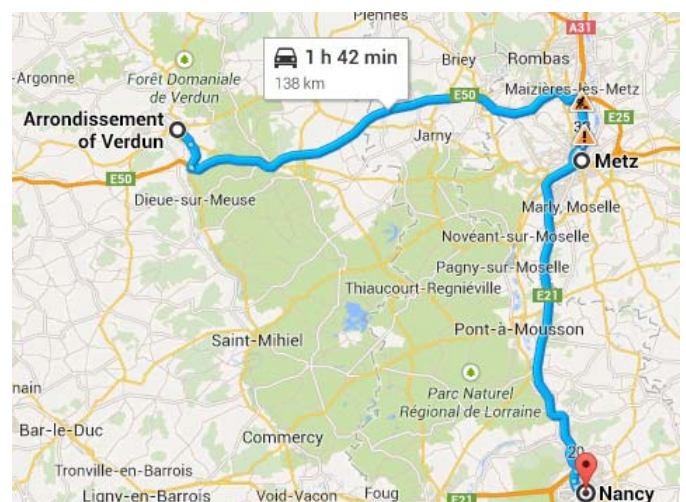 Piennes
A31
1 h 42 min
138 km
Briey
Rombas
-Argonne
Forêt Domaniale
de Verdun
E50
Maizières-lès-Metz
Arrondissement
of Verdun
E25
Jarny
Metz
E50
Dieue-sur-Meuse
Marly, Moselle
Novéant-sur-Moselle
Pagny-sur-Moselle
Thiaucourt-Regniéville
E21
Saint-Mihiel
Pont-à-Mousson
Parc Naturel
Régional de Lorraine
nain
Bar-le-Duc
Commercy
20
Tronville-en-Barrois
Ligny-en-Barrois
Void-Vacon
Foug
Nancy